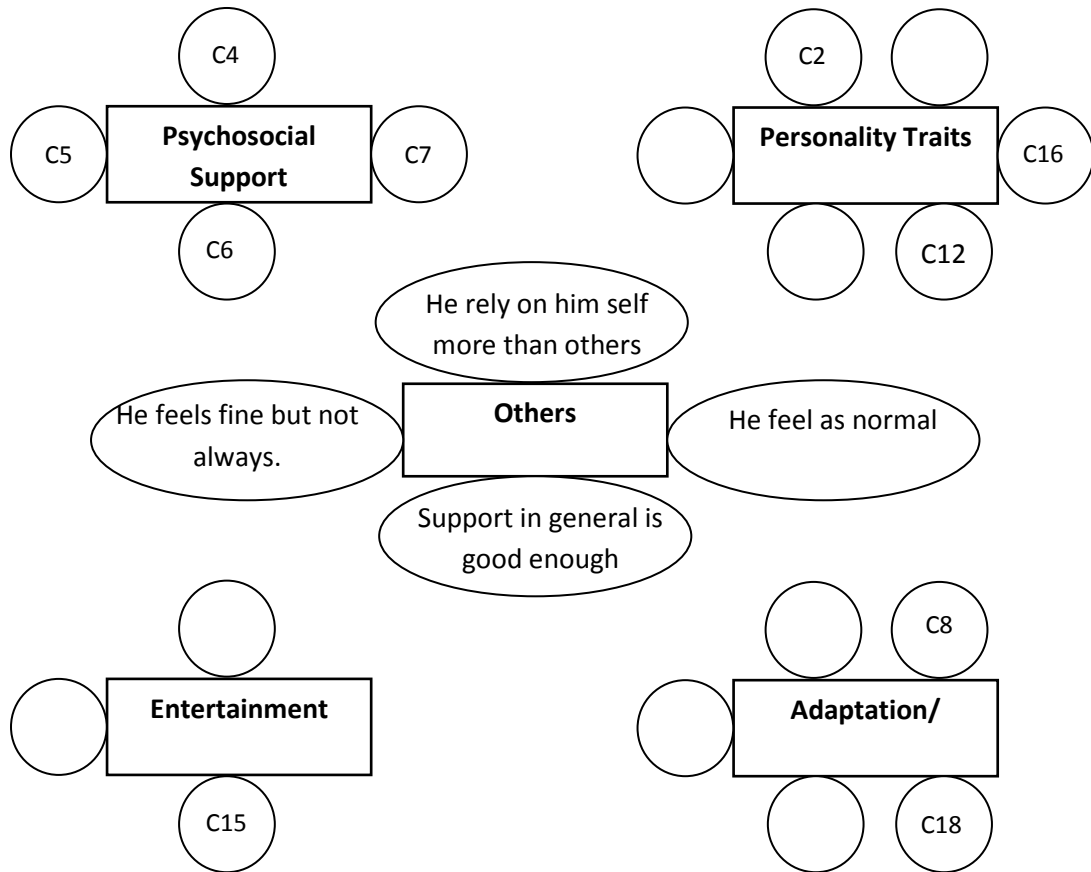 C4
C2
C5
Psychosocial
Support
C7
Personality Traits
C16
C6
C12
He rely on him self
more than others
He feels fine but not
always.
Others
He feel as normal
Support in general is
good enough
C8
Entertainment
Adaptation/
C15
C18